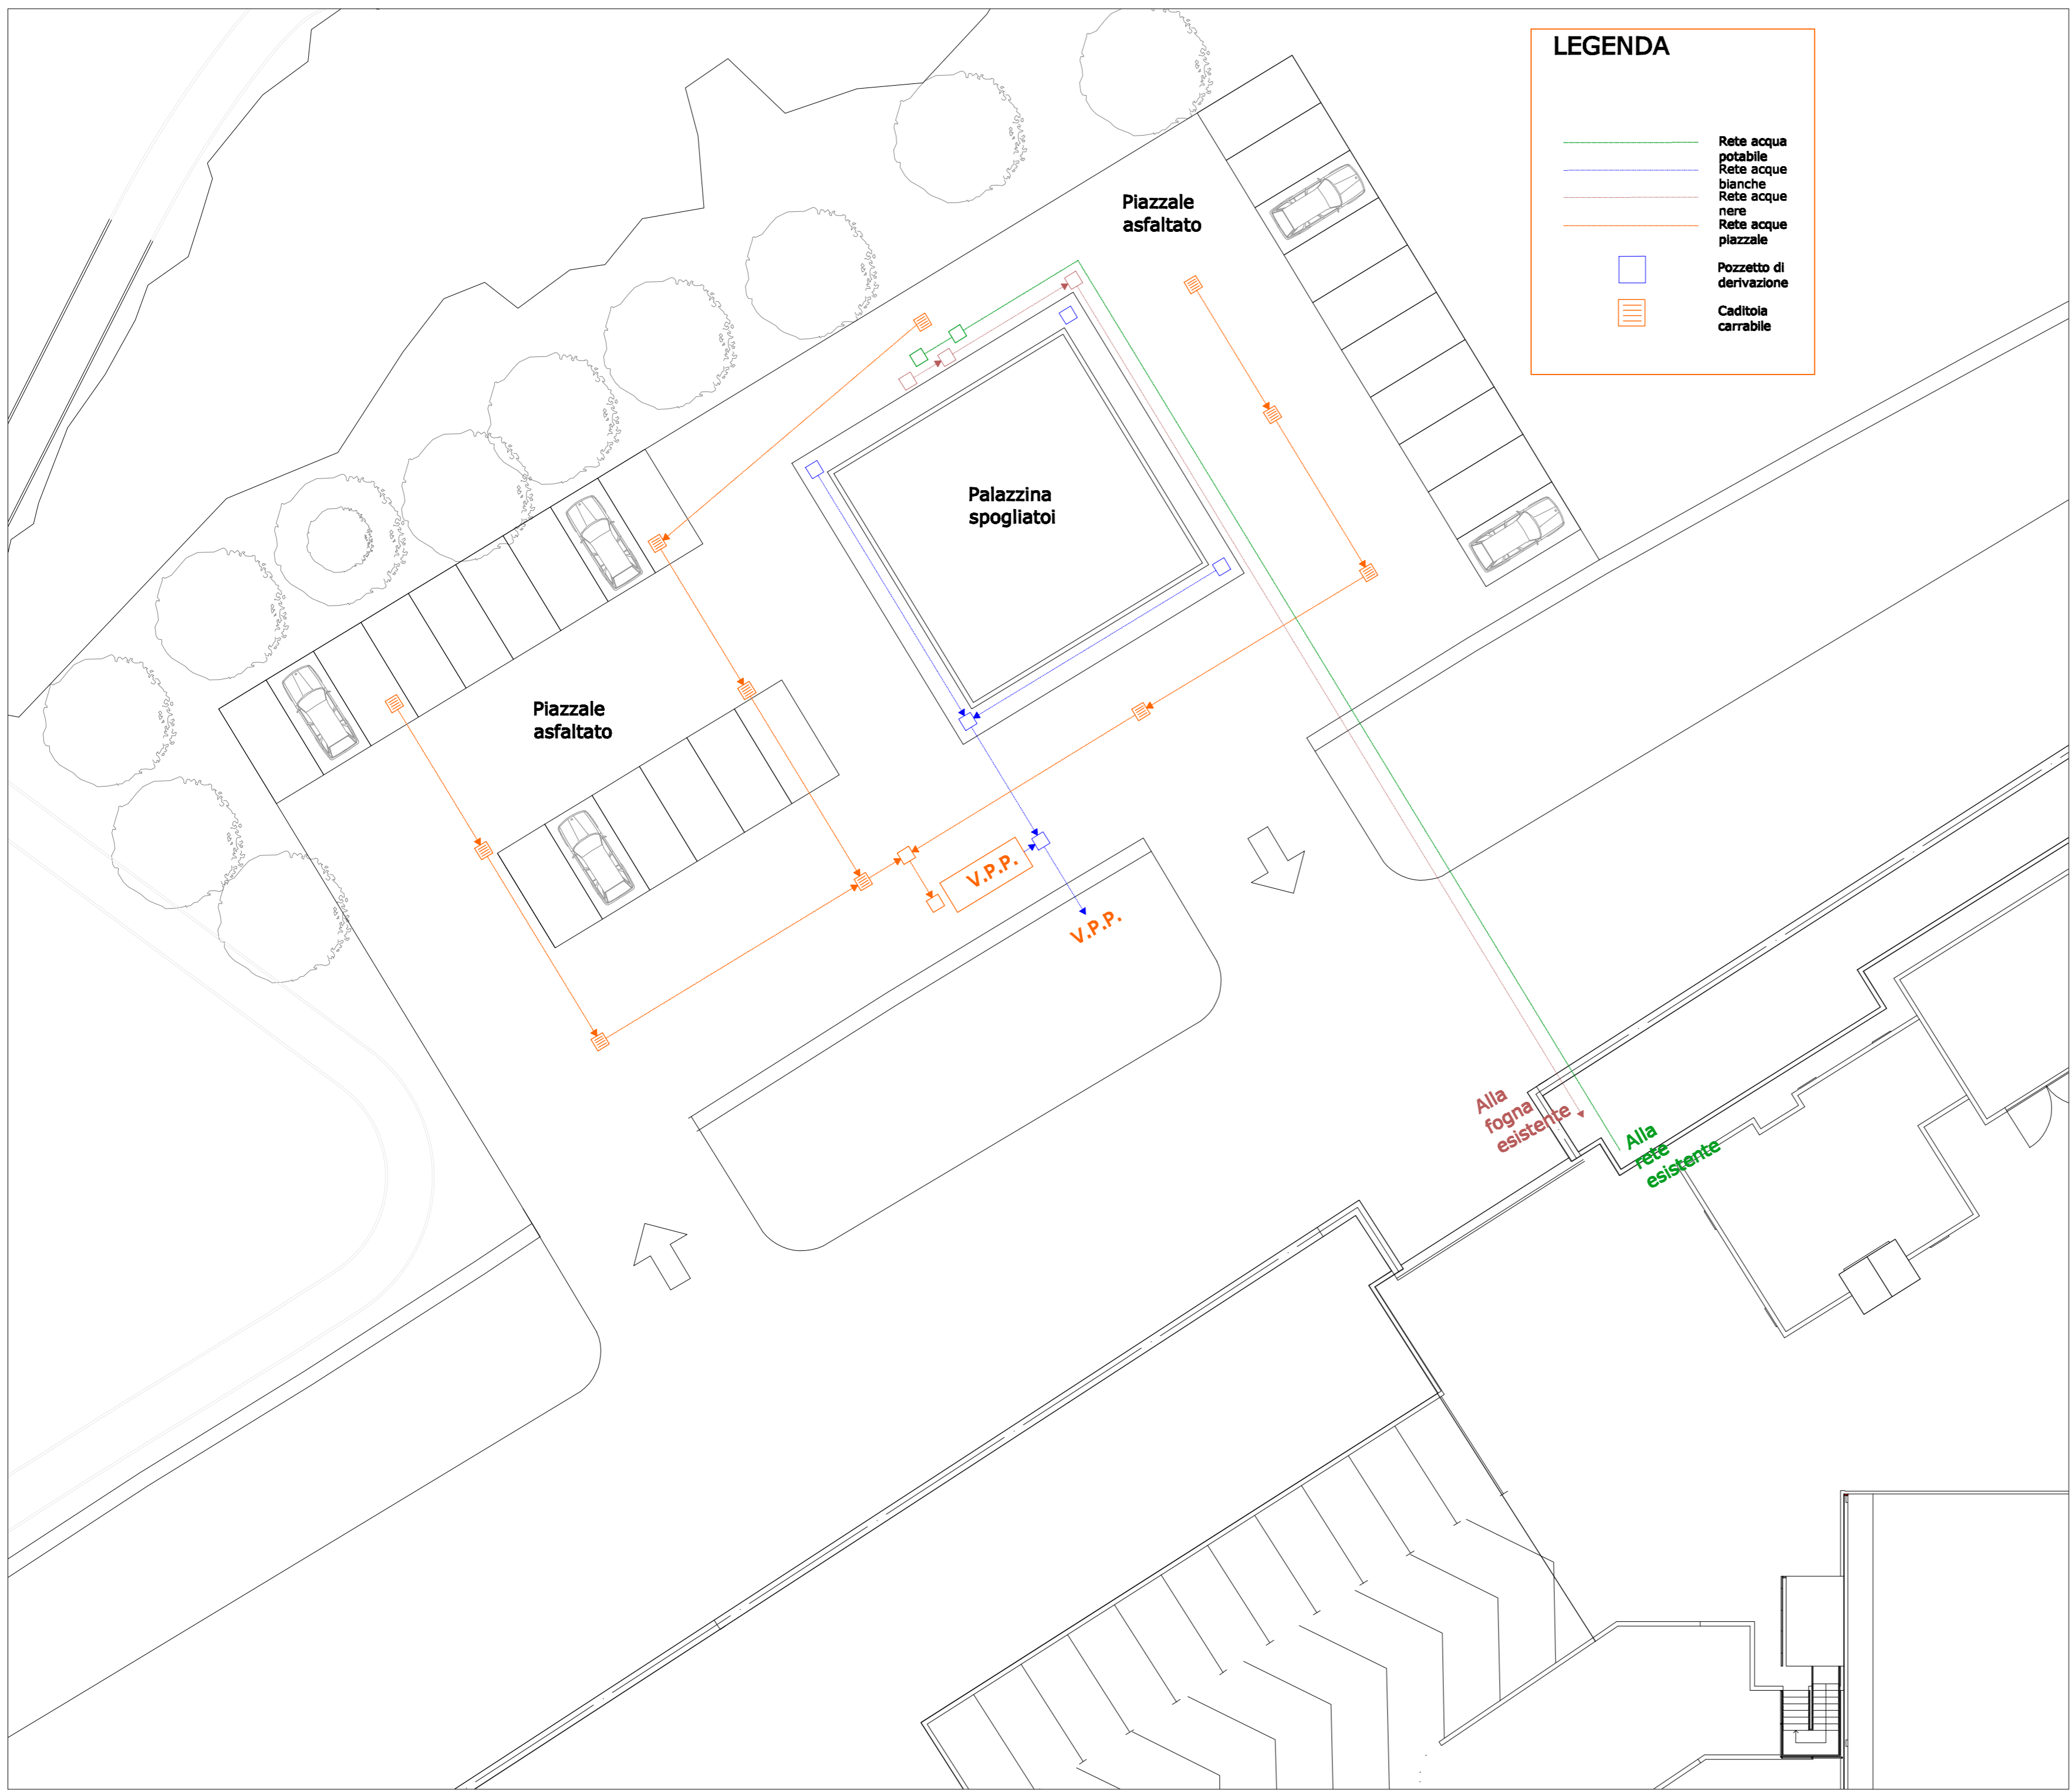 LEGENDA
Rete acqua
potabile
Rete acque
bianche
Rete acque
nere
Rete acque
piazzale
Pozzetto di
derivazione
Caditoia
carrabile
Piazzale
asfaltato
Palazzina
spogliatoi
Piazzale
asfaltato
V.P.P.
V.P.P.
Alla
fogna
esistente
Alla
rete
esistente